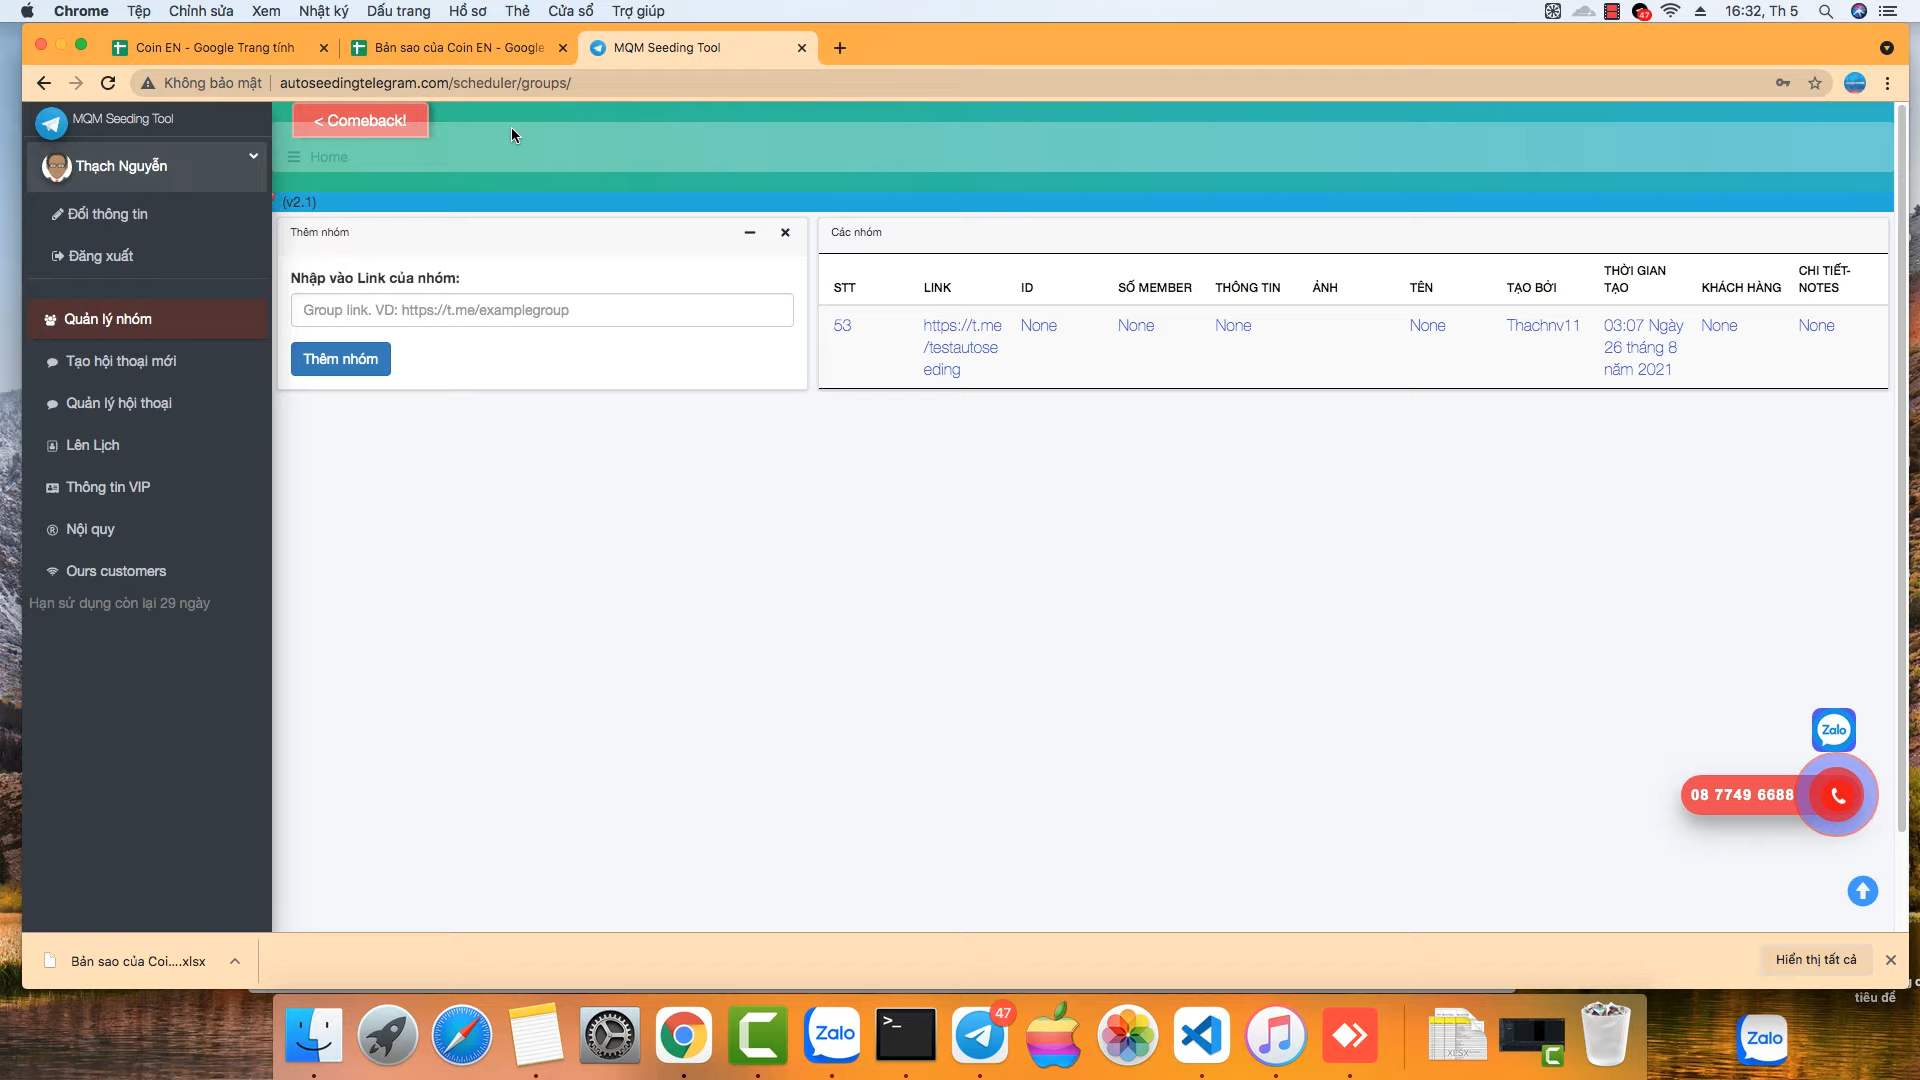 Chrome Tệp Chỉnh sửa Xem Nhật ký Dấu trang Hồ sơ Thẻ Cửa sổ Trợ giúp 47 16:32, Th 5
Coin EN - Google Trang tính
Bản sao của Coin EN - Google
MQM Seeding Tool
Không bảo mật autoseedingtelegram.com/scheduler/groups/
MQM Seeding Tool
Thạch Nguyễn
Đổi thông tin
Đăng xuất
Quản lý nhóm
Tạo hội thoại mới
Quản lý hội thoại
Lên Lịch
Thông tin VIP
Nội quy
Ours customers
Hạn sử dụng còn lại 29 ngày
< Comeback!
Home
(v2.1)
Thêm nhóm
Nhập vào Link của nhóm:
Group link. VD: https://t.me/examplegroup
Thêm nhóm
Các nhóm
STT LINK ID SỐ MEMBER THÔNG TIN ẢNH TÊN TẠO BỞI THỜI GIAN TẠO KHÁCH HÀNG CHI TIẾT-NOTES
53 https://t.me/testautoseeding None None None None Thachnv11 03:07 Ngày 26 tháng 8 năm 2021 None None
Zalo
08 7749 6688
Bản sao của Coi....xlsx
Hiển thị tất cả
tiêu đề
Zalo
47
XLSX
Zalo